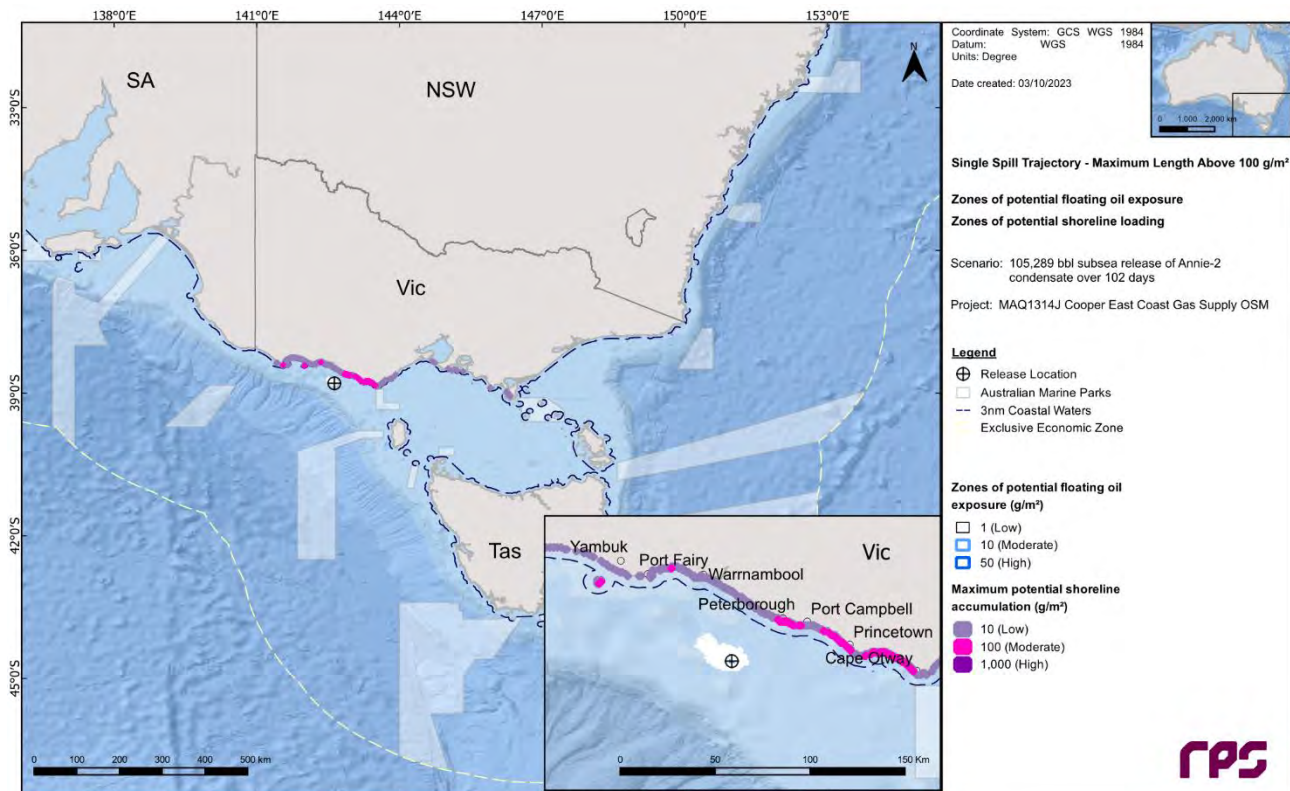 138°0'E 141°0'E 144°0'E 147°0'E 150°0'E 153°0'E
33°0'S
36°0'S
39°0'S
42°0'S
45°0'S
SA
NSW
Vic
Tas
N
0 100 200 300 400 500 km
Yambuk
Port Fairy
Vic
Warrnambool
Peterborough
Port Campbell
Princetown
Cape Otway
0 50 100 150 Km
Coordinate System: GCS WGS 1984
Datum: WGS 1984
Units: Degree
Date created: 03/10/2023
0 1,000 2,000 km
Single Spill Trajectory - Maximum Length Above 100 g/m²
Zones of potential floating oil exposure
Zones of potential shoreline loading
Scenario: 105,289 bbl subsea release of Annie-2
condensate over 102 days
Project: MAQ1314J Cooper East Coast Gas Supply OSM
Legend
Release Location
Australian Marine Parks
3nm Coastal Waters
Exclusive Economic Zone
Zones of potential floating oil
exposure (g/m²)
1 (Low)
10 (Moderate)
50 (High)
Maximum potential shoreline
accumulation (g/m²)
10 (Low)
100 (Moderate)
1,000 (High)
rps